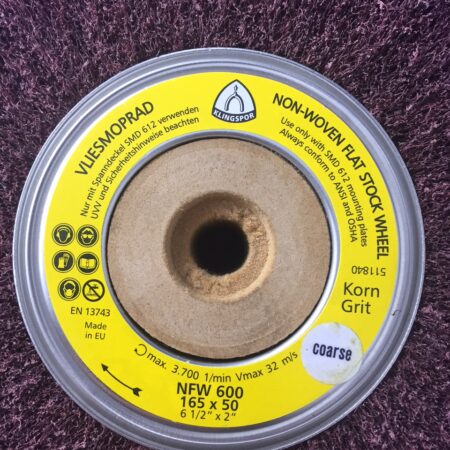 KLINGSPOR
VLIESMOPRAD
Nur mit Spanndeckel SMD 612 verwenden
UVV und Sicherheitshinweise beachten
NON-WOVEN FLAT STOCK WHEEL
Use only with SMD 612 mounting plates
Always conform to ANSI and OSHA
511840
Korn
Grit
coarse
EN 13743
Made
in EU
max. 3.700 1/min Vmax 32 m/s
NFW 600
165 x 50
6 1/2" x 2"